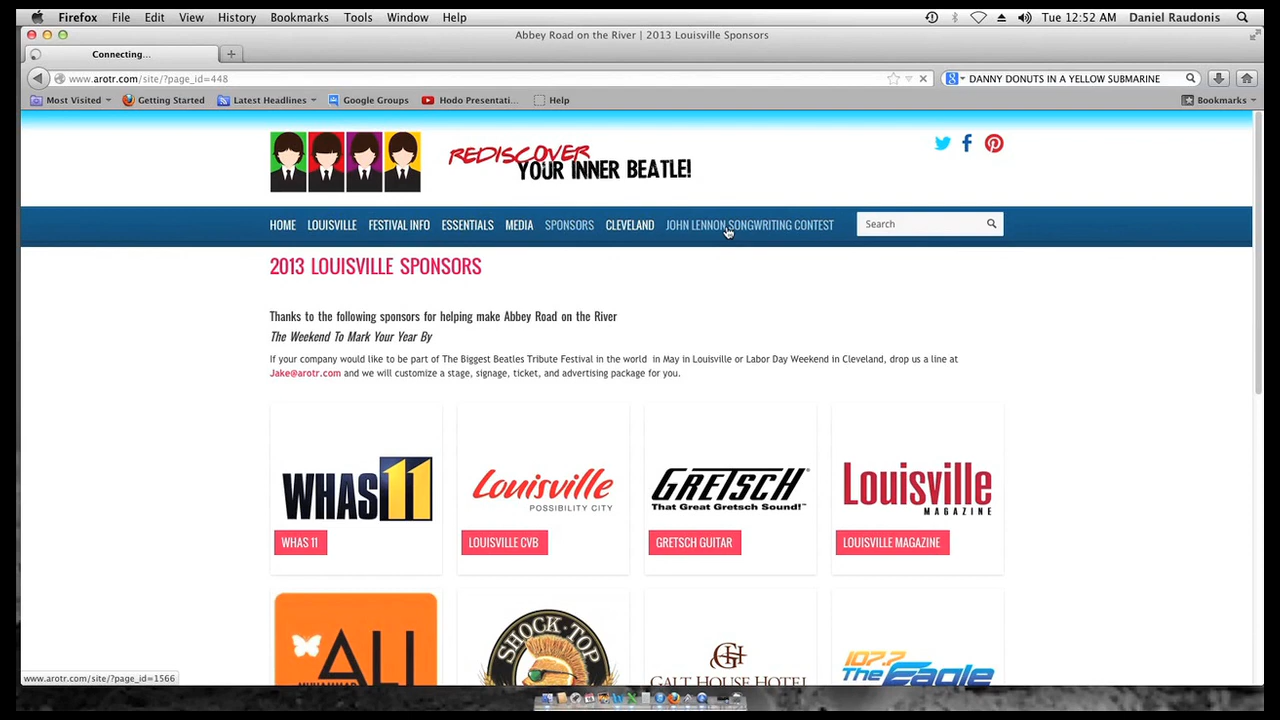 Firefox File Edit View History Bookmarks Tools Window Help Tue 12:52 AM Daniel Raudonis
Abbey Road on the River | 2013 Louisville Sponsors
Connecting...
www.arotr.com/site/?page_id=448 DANNY DONUTS IN A YELLOW SUBMARINE
Most Visited Getting Started Latest Headlines Google Groups Hodo Presentati... Help Bookmarks
REDISCOVER
YOUR INNER BEATLE!
HOME LOUISVILLE FESTIVAL INFO ESSENTIALS MEDIA SPONSORS CLEVELAND JOHN LENNON SONGWRITING CONTEST Search
2013 LOUISVILLE SPONSORS
Thanks to the following sponsors for helping make Abbey Road on the River
The Weekend To Mark Your Year By
If your company would like to be part of The Biggest Beatles Tribute Festival in the world in May in Louisville or Labor Day Weekend in Cleveland, drop us a line at
Jake@arotr.com and we will customize a stage, signage, ticket, and advertising package for you.
WHAS11 Louisville GRETSCH Louisville
POSSIBILITY CITY That Great Gretsch Sound!™ MAGAZINE
WHAS 11 LOUISVILLE CVB GRETSCH GUITAR LOUISVILLE MAGAZINE
SHOCK TOP
ALI GH 107.7
GALT HOUSE HOTEL The Eagle
www.arotr.com/site/?page_id=1566